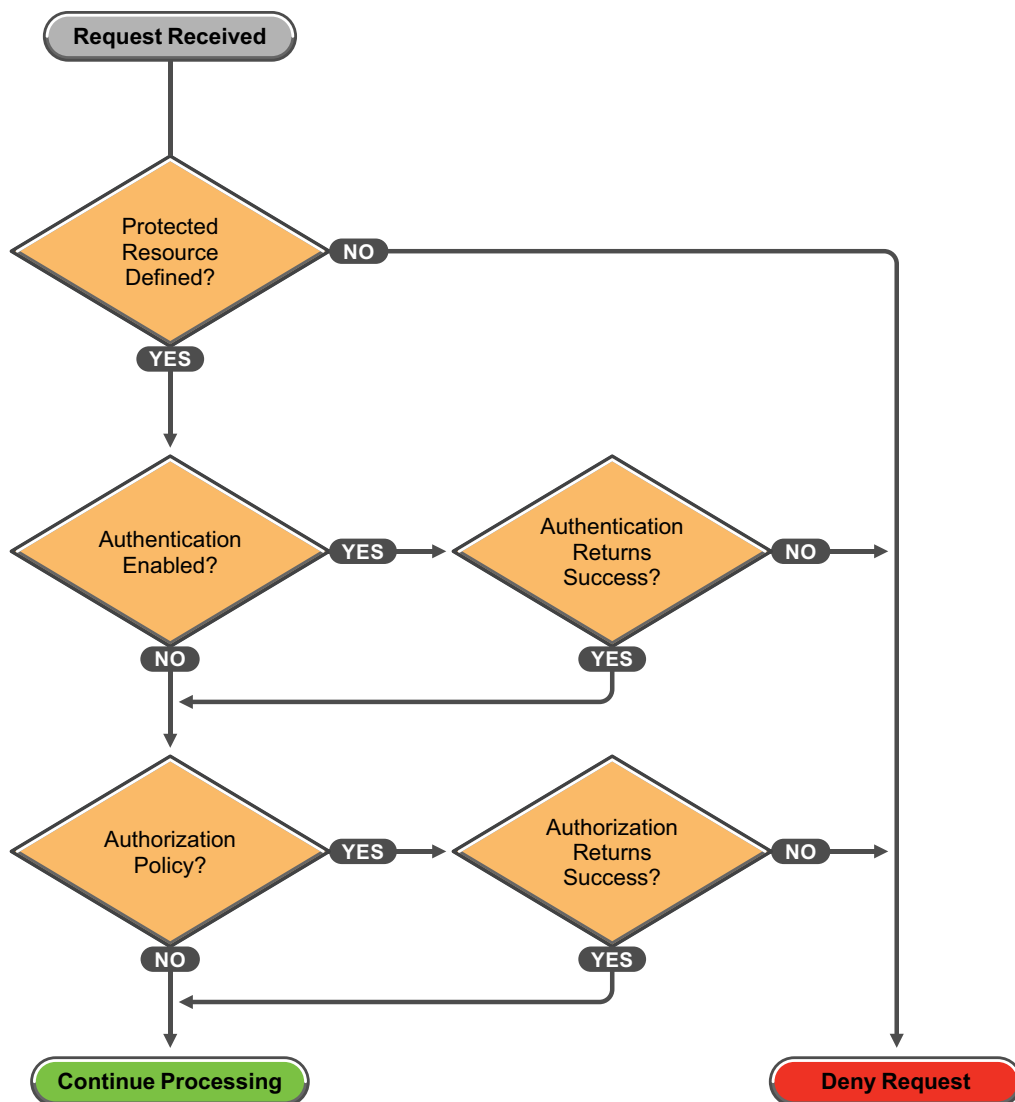 Request Received
Protected
Resource
Defined?
NO
YES
Authentication
Enabled?
YES
Authentication
Returns
Success?
NO
NO
YES
Authorization
Policy?
YES
Authorization
Returns
Success?
NO
NO
YES
Continue Processing
Deny Request